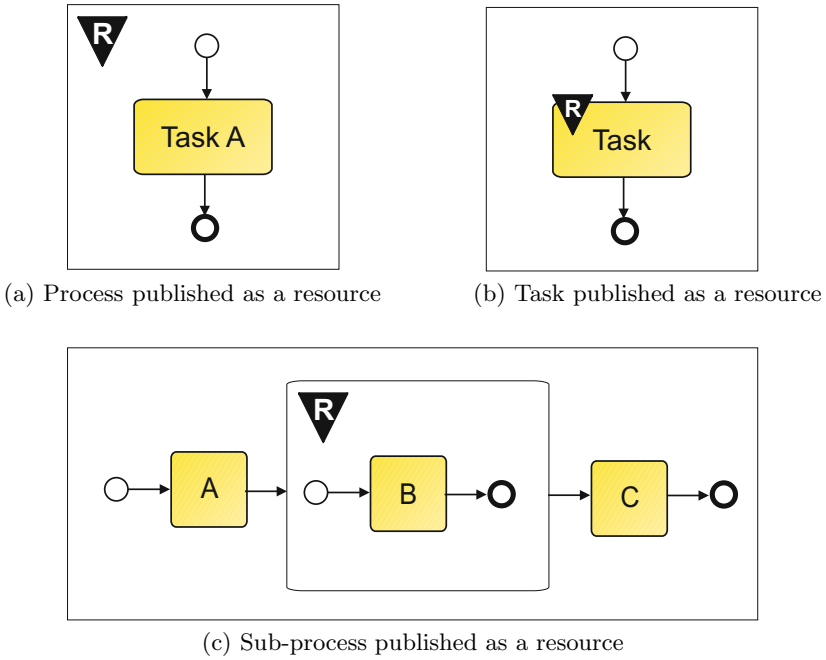 R
Task A
(a) Process published as a resource
R
Task
(b) Task published as a resource
R
A
B
C
(c) Sub-process published as a resource